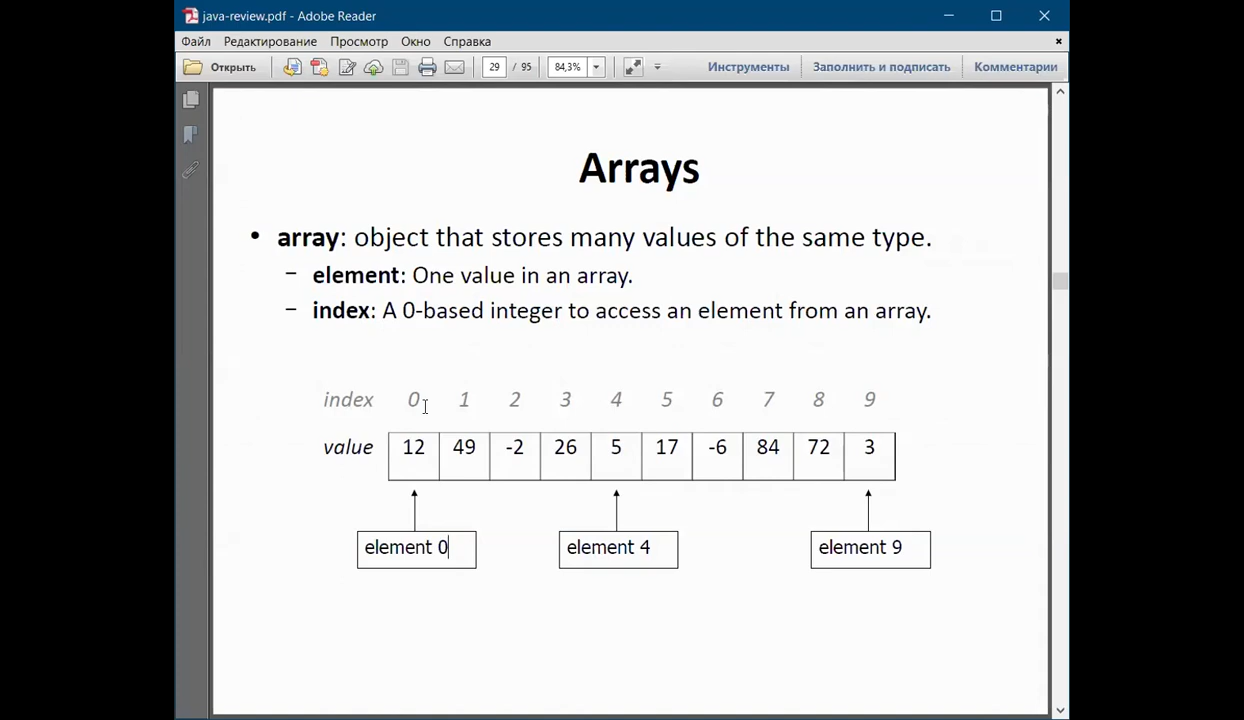 java-review.pdf - Adobe Reader
Файл Редактирование Просмотр Окно Справка
Открыть 29 / 95 84,3% Инструменты Заполнить и подписать Комментарии
Arrays
• array: object that stores many values of the same type.
– element: One value in an array.
– index: A 0-based integer to access an element from an array.
index 0 1 2 3 4 5 6 7 8 9
value 12 49 -2 26 5 17 -6 84 72 3
element 0 element 4 element 9